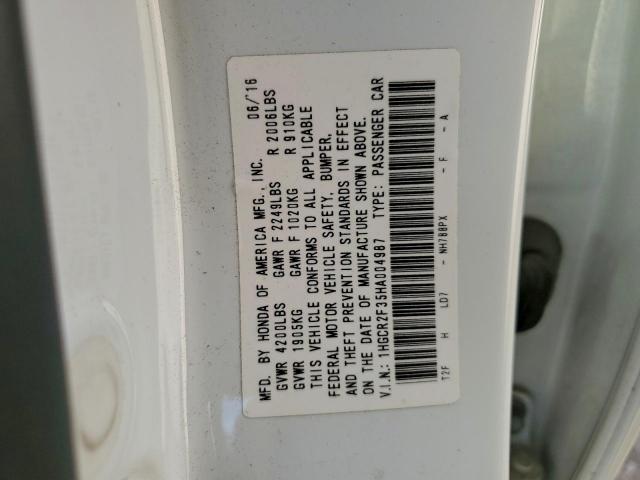 MFD. BY HONDA OF AMERICA MFG., INC. 06/'16
GVWR 4200LBS GAWR F 2249LBS R 2006LBS
GVWR 1905KG GAWR F 1020KG R 910KG
THIS VEHICLE CONFORMS TO ALL APPLICABLE
FEDERAL MOTOR VEHICLE SAFETY, BUMPER,
AND THEFT PREVENTION STANDARDS IN EFFECT
ON THE DATE OF MANUFACTURE SHOWN ABOVE.
V.I.N.: 1HGCR2F35HA004987 TYPE: PASSENGER CAR
T2F H LD7 - NH788PX - F - A